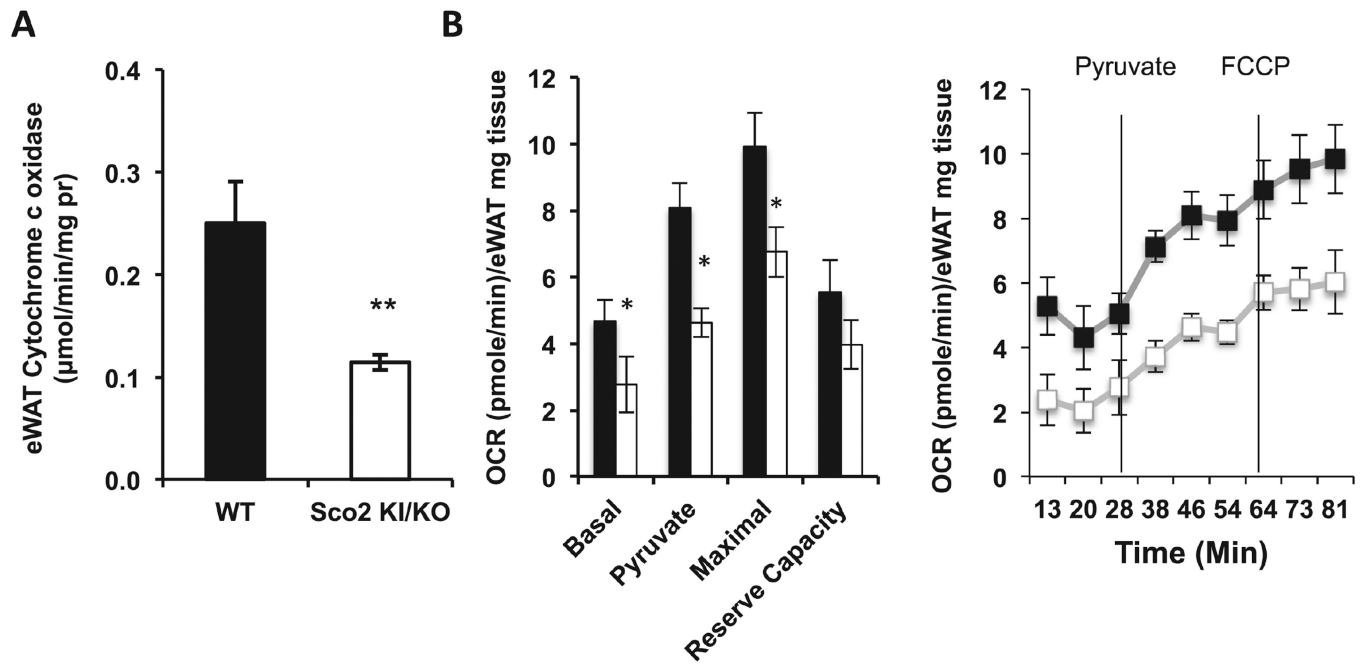 A
eWAT Cytochrome c oxidase
(µmol/min/mg pr)
0.4
0.3
0.2
0.1
0.0
**
WT
Sco2 KI/KO
B
OCR (pmole/min)/eWAT mg tissue
12
10
8
6
4
2
0
*
*
*
Basal
Pyruvate
Maximal
Reserve Capacity
Pyruvate
FCCP
OCR (pmole/min)/eWAT mg tissue
12
10
8
6
4
2
0
13 20 28 38 46 54 64 73 81
Time (Min)